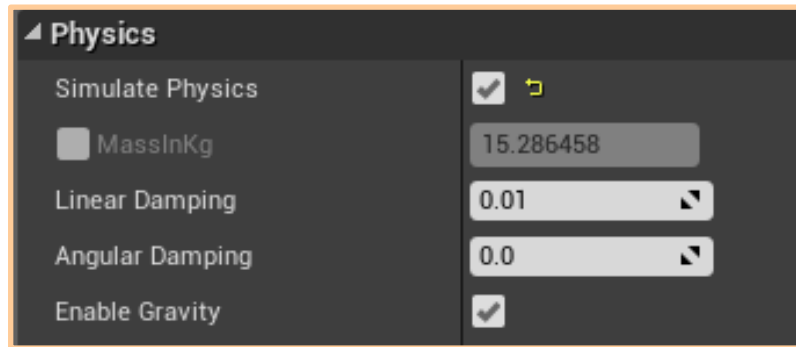 Physics
Simulate Physics
MassInKg 15.286458
Linear Damping 0.01
Angular Damping 0.0
Enable Gravity